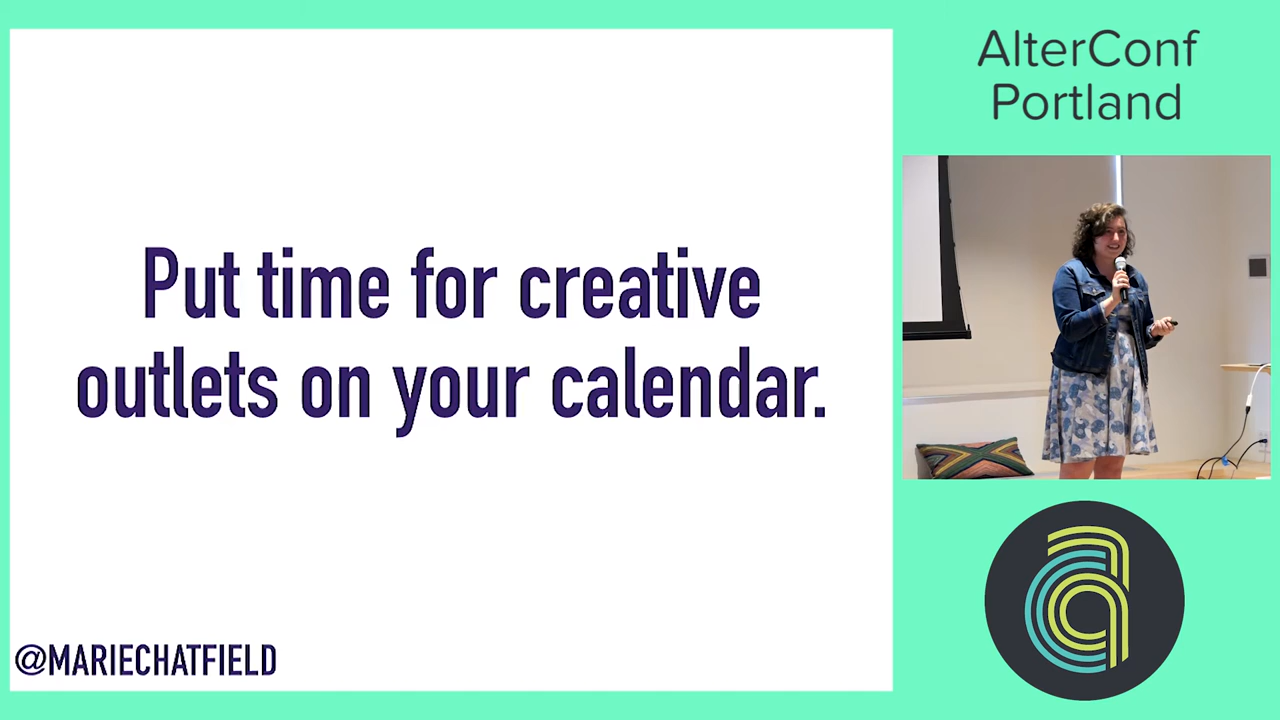 Put time for creative
outlets on your calendar.
@MARIECHATFIELD
AlterConf
Portland